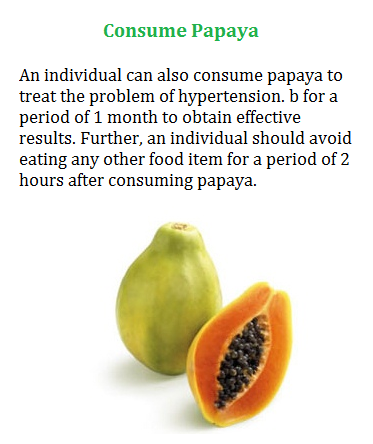 Consume Papaya
An individual can also consume papaya to
treat the problem of hypertension. b for a
period of 1 month to obtain effective
results. Further, an individual should avoid
eating any other food item for a period of 2
hours after consuming papaya.